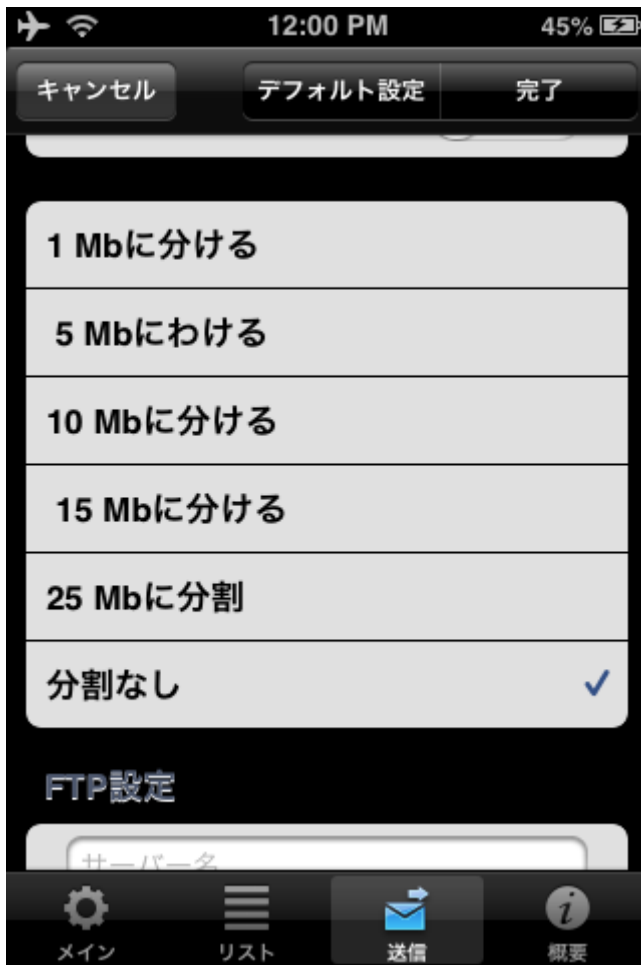 12:00 PM 45%
キャンセル デフォルト設定 完了
1 Mbに分ける
5 Mbにわける
10 Mbに分ける
15 Mbに分ける
25 Mbに分割
分割なし
FTP設定
サーバー名
メイン リスト 送信 概要